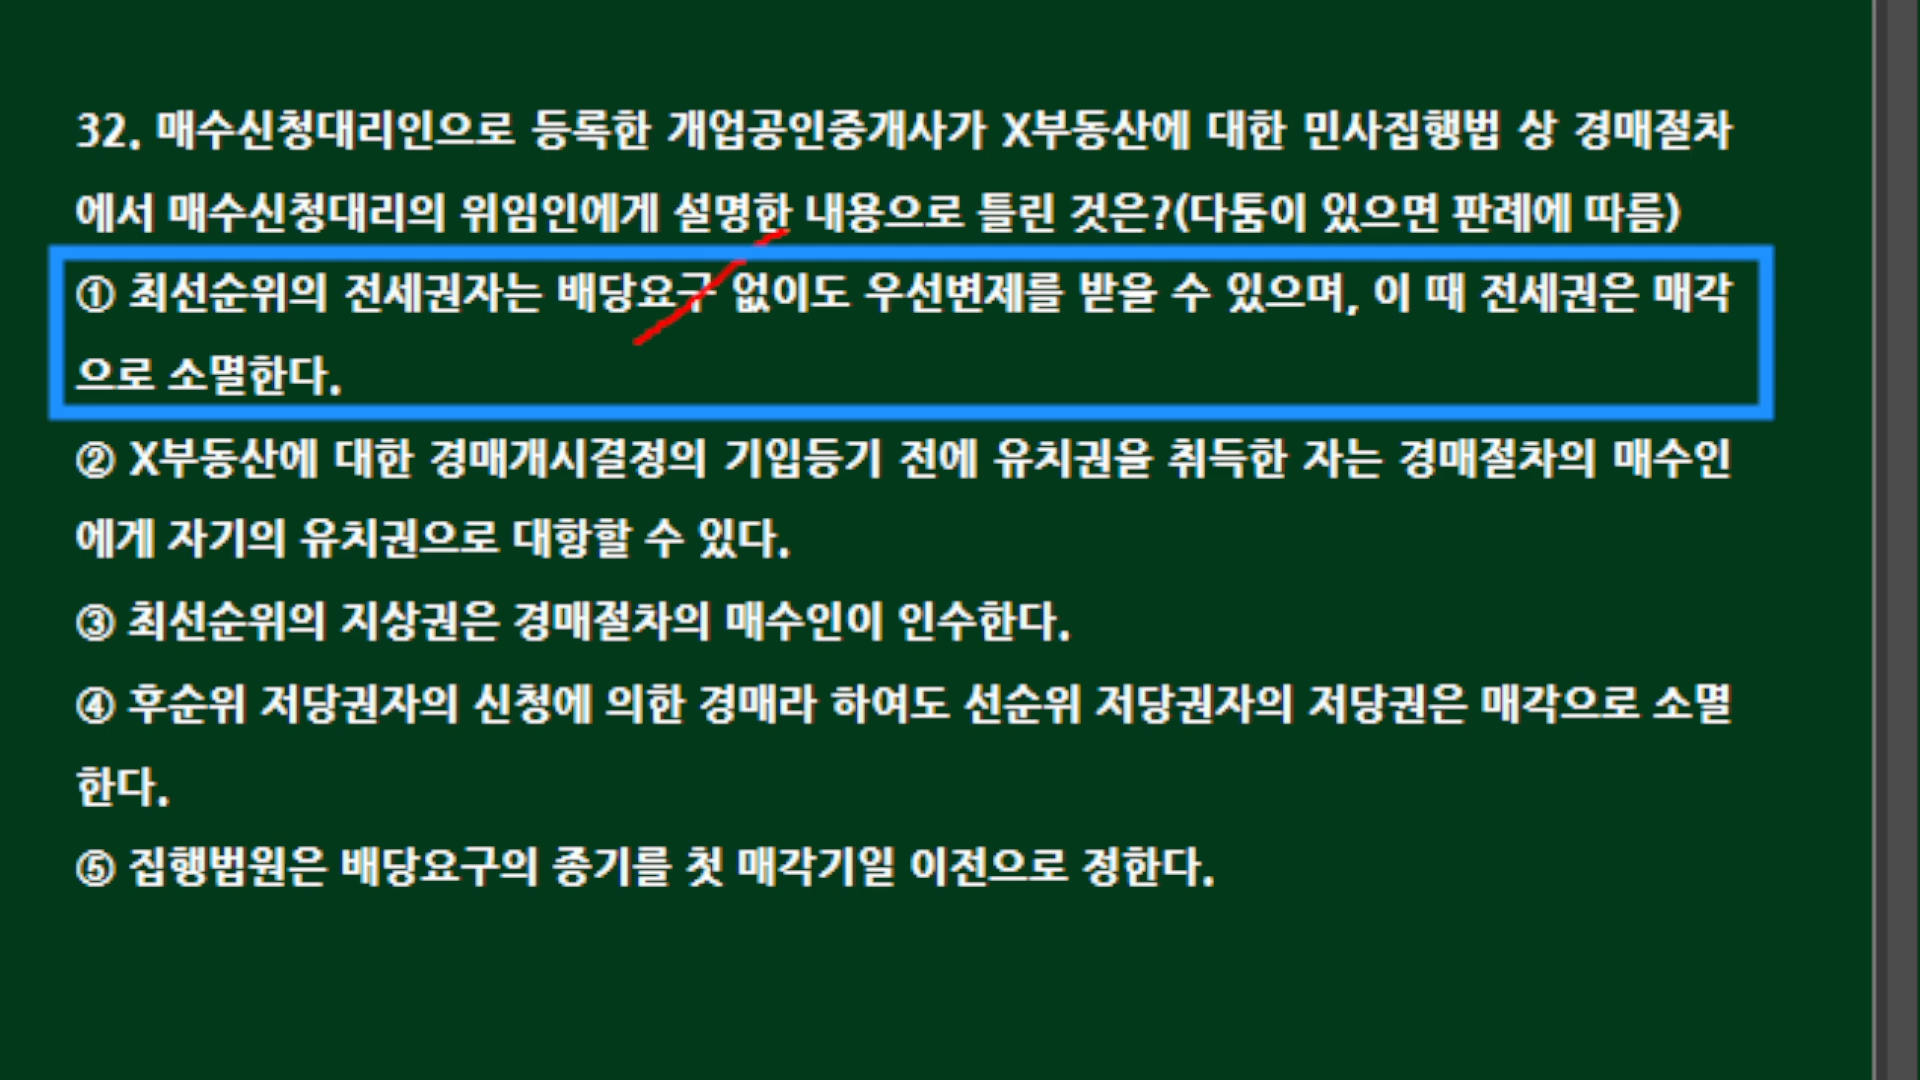 32. 매수신청대리인으로 등록한 개업공인중개사가 X부동산에 대한 민사집행법 상 경매절차
에서 매수신청대리의 위임인에게 설명한 내용으로 틀린 것은?(다툼이 있으면 판례에 따름)
① 최선순위의 전세권자는 배당요구 없이도 우선변제를 받을 수 있으며, 이 때 전세권은 매각
으로 소멸한다.
② X부동산에 대한 경매개시결정의 기입등기 전에 유치권을 취득한 자는 경매절차의 매수인
에게 자기의 유치권으로 대항할 수 있다.
③ 최선순위의 지상권은 경매절차의 매수인이 인수한다.
④ 후순위 저당권자의 신청에 의한 경매라 하여도 선순위 저당권자의 저당권은 매각으로 소멸
한다.
⑤ 집행법원은 배당요구의 종기를 첫 매각기일 이전으로 정한다.